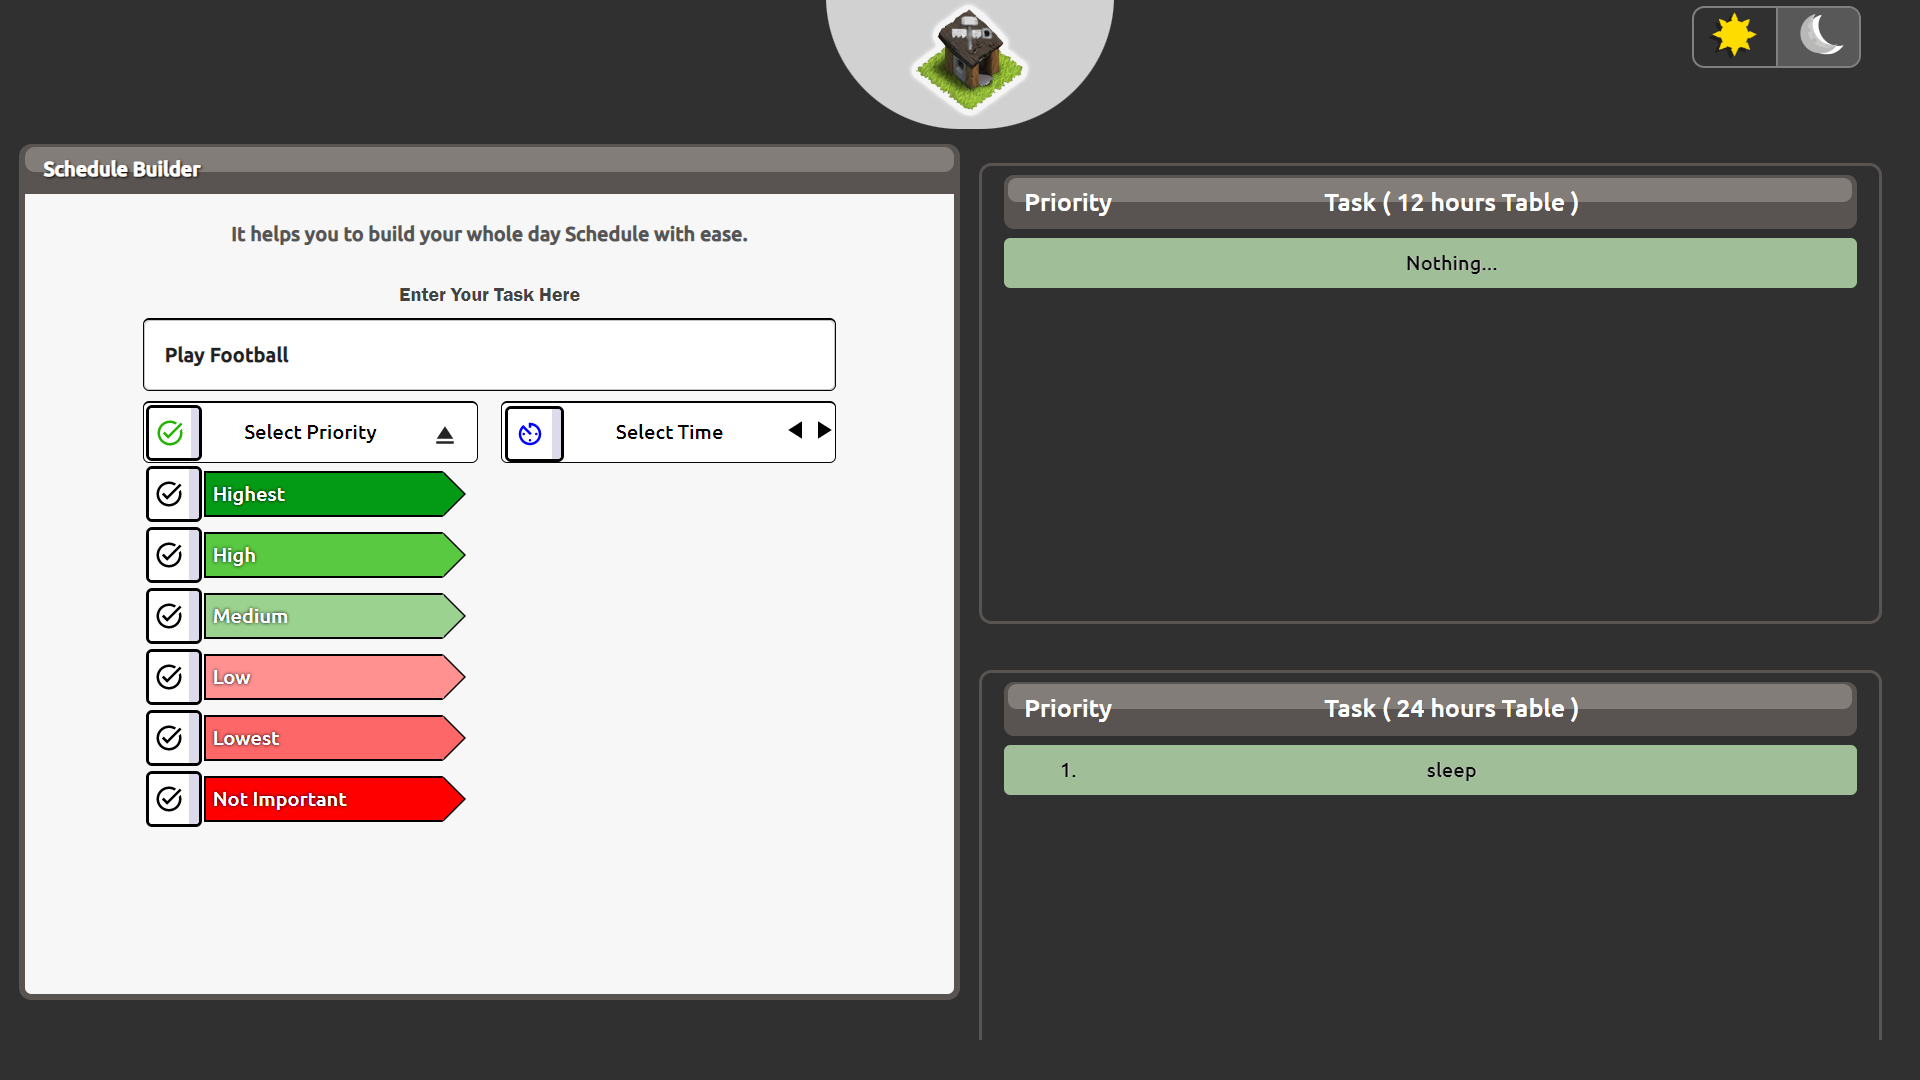 Schedule Builder
It helps you to build your whole day Schedule with ease.
Enter Your Task Here
Play Football
Select Priority
Select Time
Highest
High
Medium
Low
Lowest
Not Important
Priority Task ( 12 hours Table )
Nothing...
Priority Task ( 24 hours Table )
1. sleep